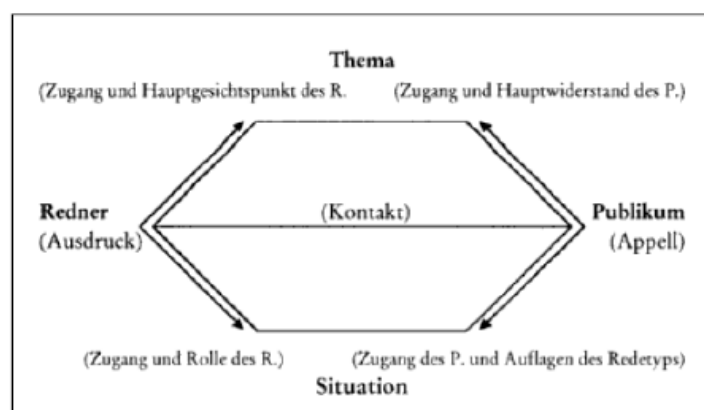 Thema
(Zugang und Hauptgesichtspunkt des R. (Zugang und Hauptwiderstand des P.)
Redner (Kontakt) Publikum
(Ausdruck) (Appell)
(Zugang und Rolle des R.) (Zugang des P. und Auflagen des Redetyps)
Situation